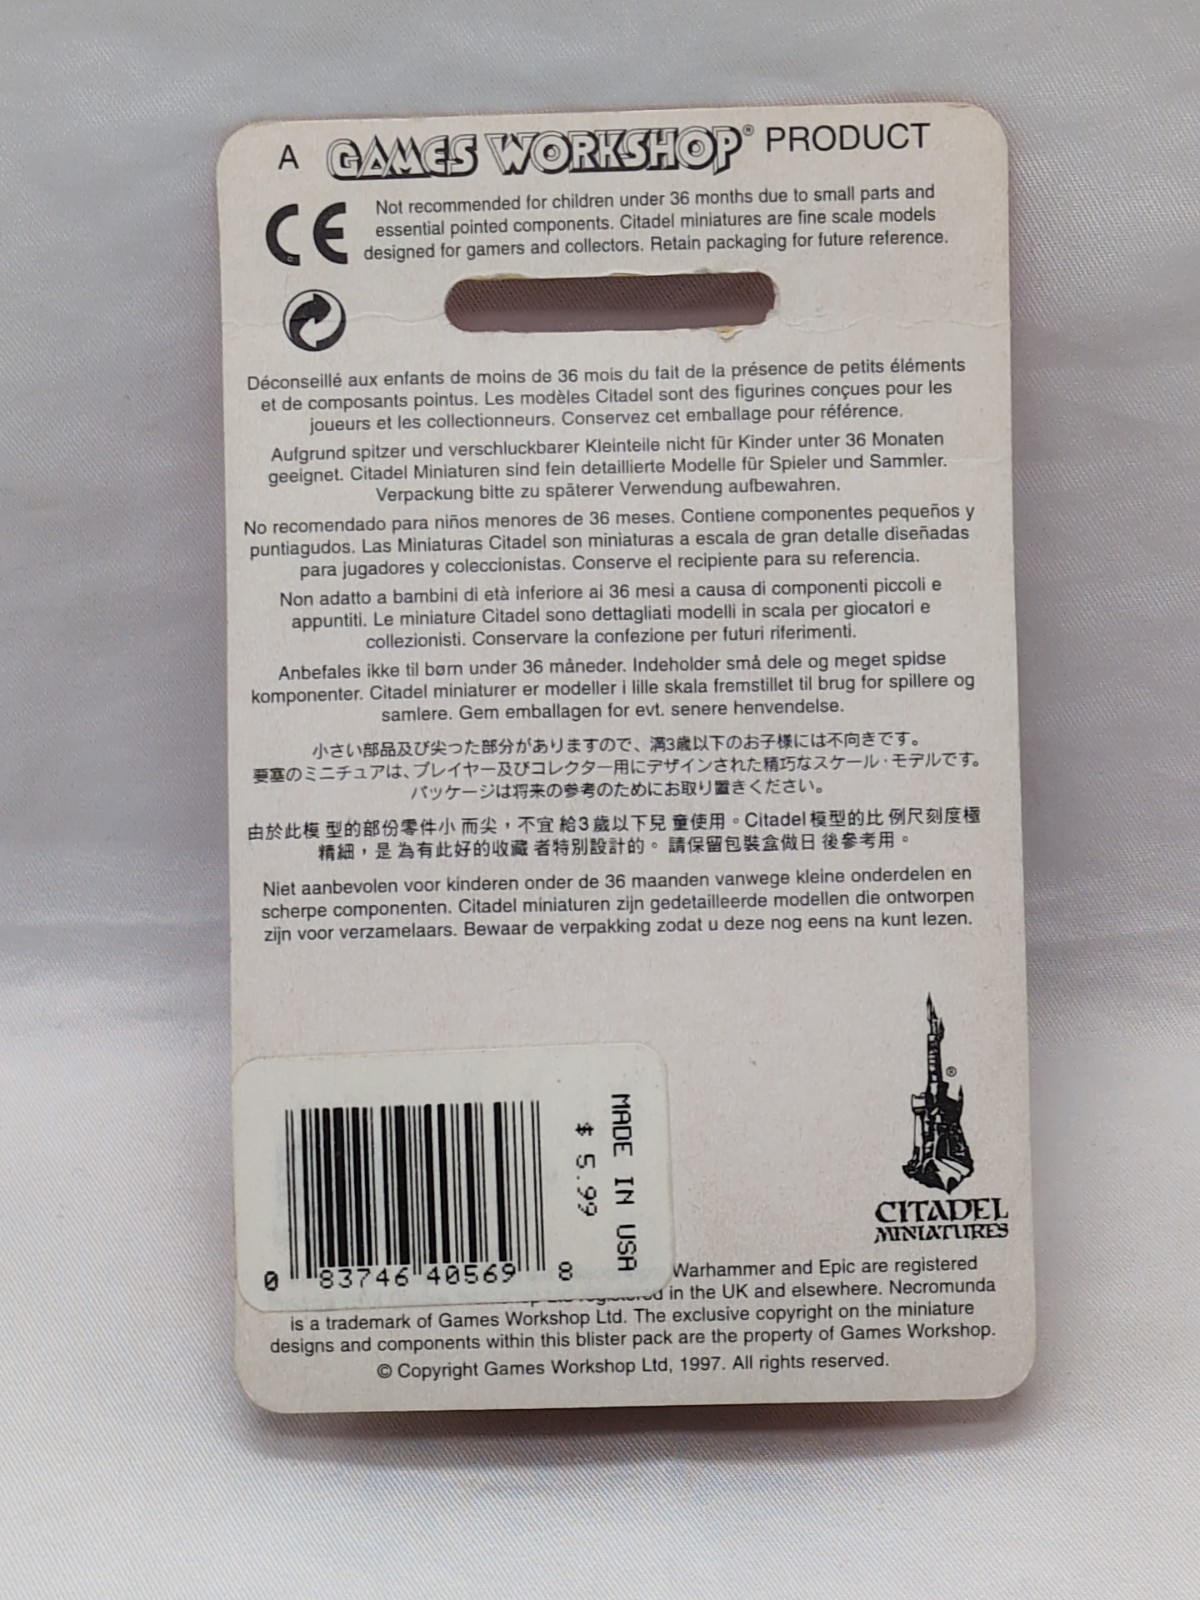 A GAMES WORKSHOP® PRODUCT
CE
Not recommended for children under 36 months due to small parts and
essential pointed components. Citadel miniatures are fine scale models
designed for gamers and collectors. Retain packaging for future reference.
Déconseillé aux enfants de moins de 36 mois du fait de la présence de petits éléments
et de composants pointus. Les modèles Citadel sont des figurines conçues pour les
joueurs et les collectionneurs. Conservez cet emballage pour référence.
Aufgrund spitzer und verschluckbarer Kleinteile nicht für Kinder unter 36 Monaten
geeignet. Citadel Miniaturen sind fein detaillierte Modelle für Spieler und Sammler.
Verpackung bitte zu späterer Verwendung aufbewahren.
No recomendado para niños menores de 36 meses. Contiene componentes pequeños y
puntiagudos. Las Miniaturas Citadel son miniaturas a escala de gran detalle diseñadas
para jugadores y coleccionistas. Conserve el recipiente para su referencia.
Non adatto a bambini di età inferiore ai 36 mesi a causa di componenti piccoli e
appuntiti. Le miniature Citadel sono dettagliati modelli in scala per giocatori e
collezionisti. Conservare la confezione per futuri riferimenti.
Anbefales ikke til børn under 36 måneder. Indeholder små dele og meget spidse
komponenter. Citadel miniaturer er modeller i lille skala fremstillet til brug for spillere og
samlere. Gem emballagen for evt. senere henvendelse.
小さい部品及び尖った部分がありますので、満3歳以下のお子様には不向きです。
要塞のミニチュアは、プレイヤー及びコレクター用にデザインされた精巧なスケール・モデルです。
パッケージは将来の参考のためにお取り置きください。
由於此模 型的部份零件小 而尖，不宜 給3歲以下兒 童使用。Citadel模型的比 例尺刻度極
精細，是 為有此好的收藏 者特別設計的。 請保留包裝盒做日 後參考用。
Niet aanbevolen voor kinderen onder de 36 maanden vanwege kleine onderdelen en
scherpe componenten. Citadel miniaturen zijn gedetailleerde modellen die ontworpen
zijn voor verzamelaars. Bewaar de verpakking zodat u deze nog eens na kunt lezen.
MADE IN USA
$ 5.99
0 83746 40569 8
®
CITADEL
MINIATURES
Warhammer and Epic are registered
in the UK and elsewhere. Necromunda
is a trademark of Games Workshop Ltd. The exclusive copyright on the miniature
designs and components within this blister pack are the property of Games Workshop.
© Copyright Games Workshop Ltd, 1997. All rights reserved.